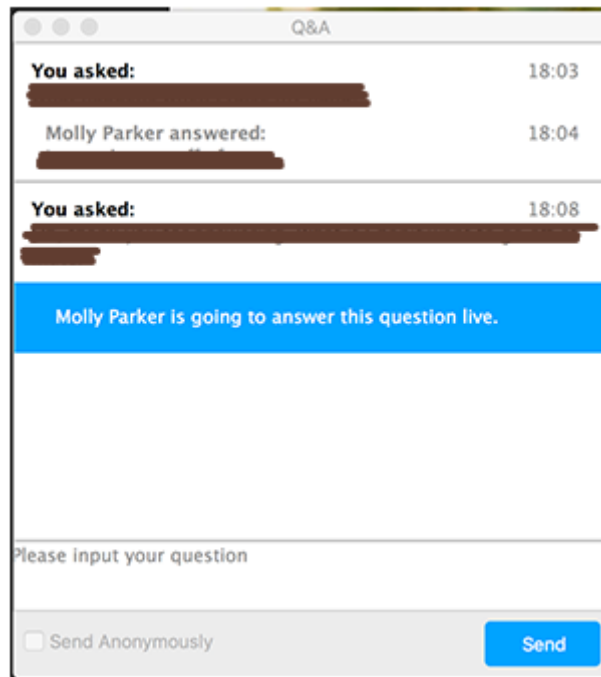 Q&A
You asked: 18:03
Molly Parker answered: 18:04
You asked: 18:08
Molly Parker is going to answer this question live.
Please input your question
Send Anonymously
Send